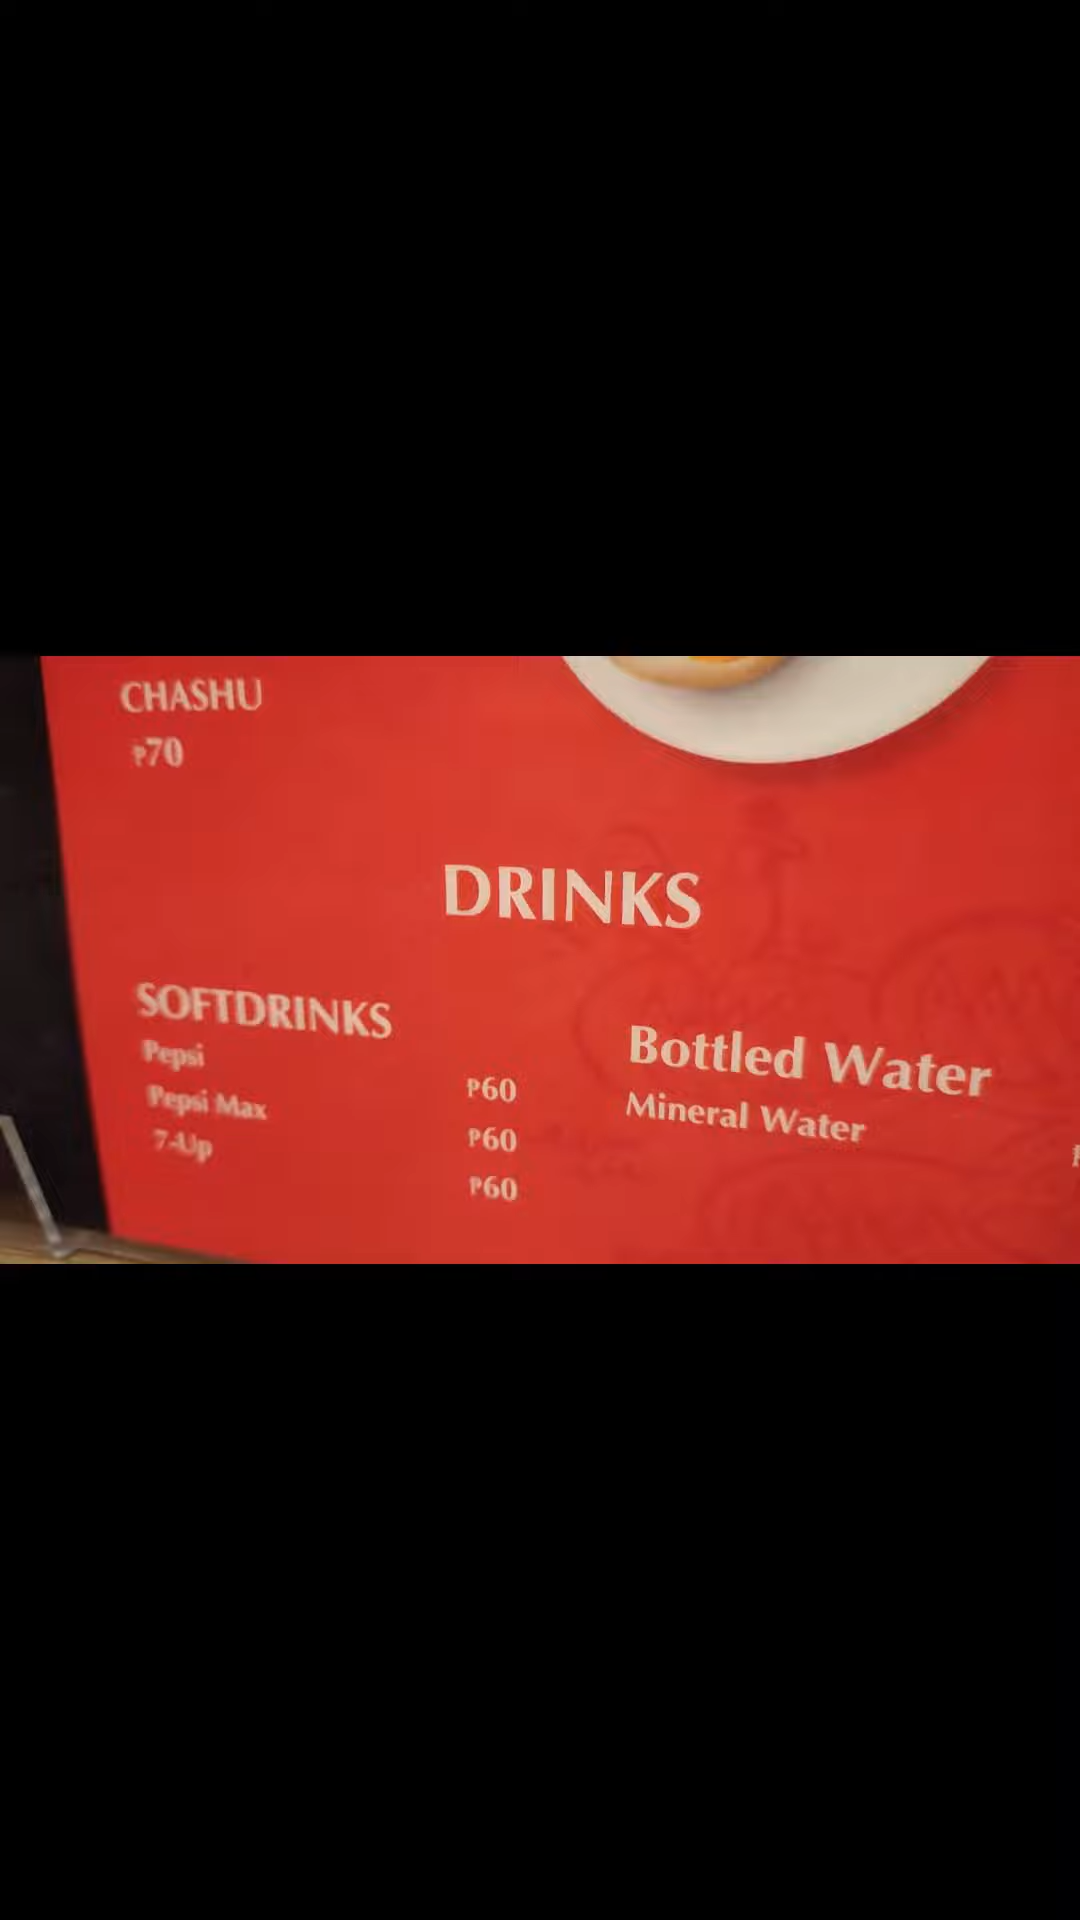 CHASHU
₱70
DRINKS
SOFTDRINKS
Pepsi ₱60
Pepsi Max ₱60
7-Up ₱60
Bottled Water
Mineral Water